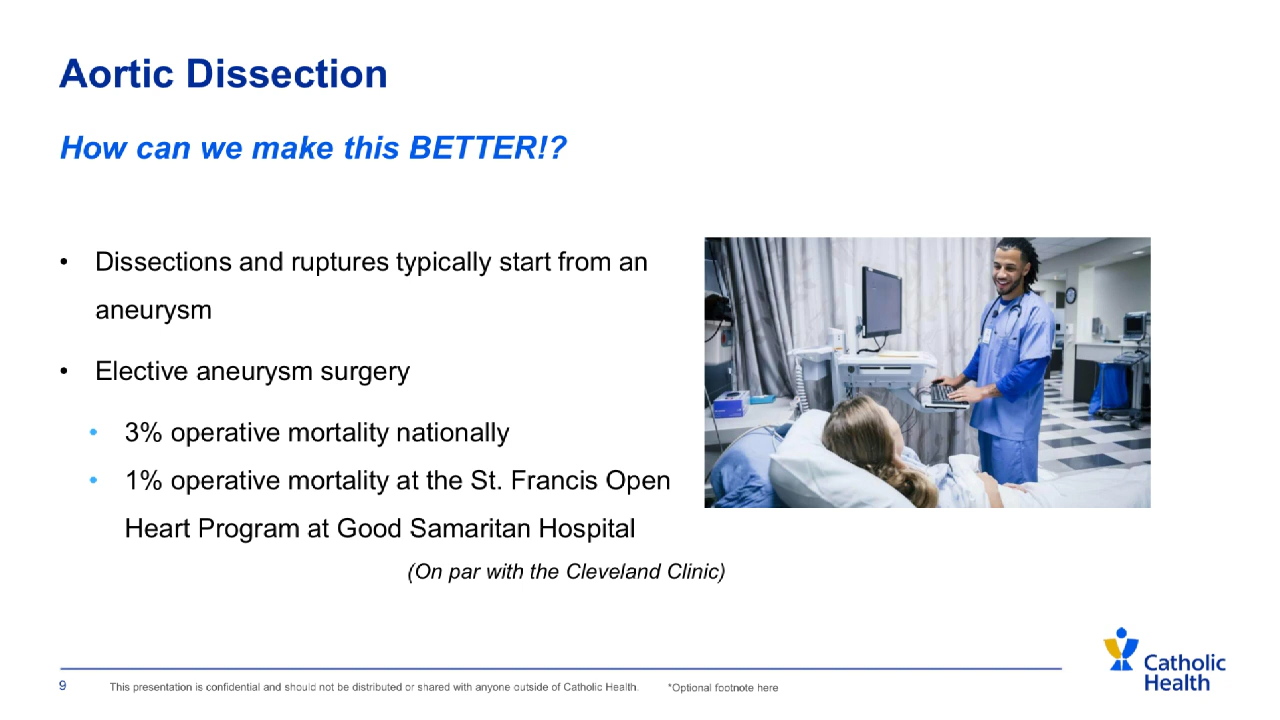 Aortic Dissection
How can we make this BETTER!?
• Dissections and ruptures typically start from an
aneurysm
• Elective aneurysm surgery
• 3% operative mortality nationally
• 1% operative mortality at the St. Francis Open
Heart Program at Good Samaritan Hospital
(On par with the Cleveland Clinic)
9 This presentation is confidential and should not be distributed or shared with anyone outside of Catholic Health. *Optional footnote here
Catholic
Health